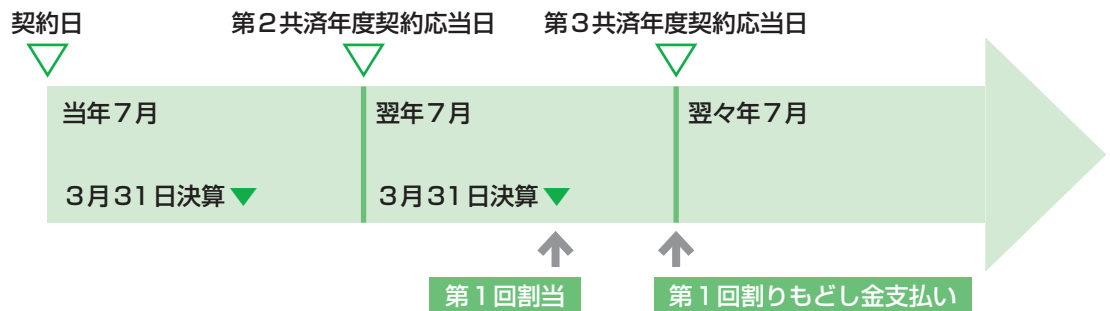 契約日
第２共済年度契約応当日
第３共済年度契約応当日
当年７月
翌年７月
翌々年７月
３月31日決算
３月31日決算
第１回割当
第１回割りもどし金支払い